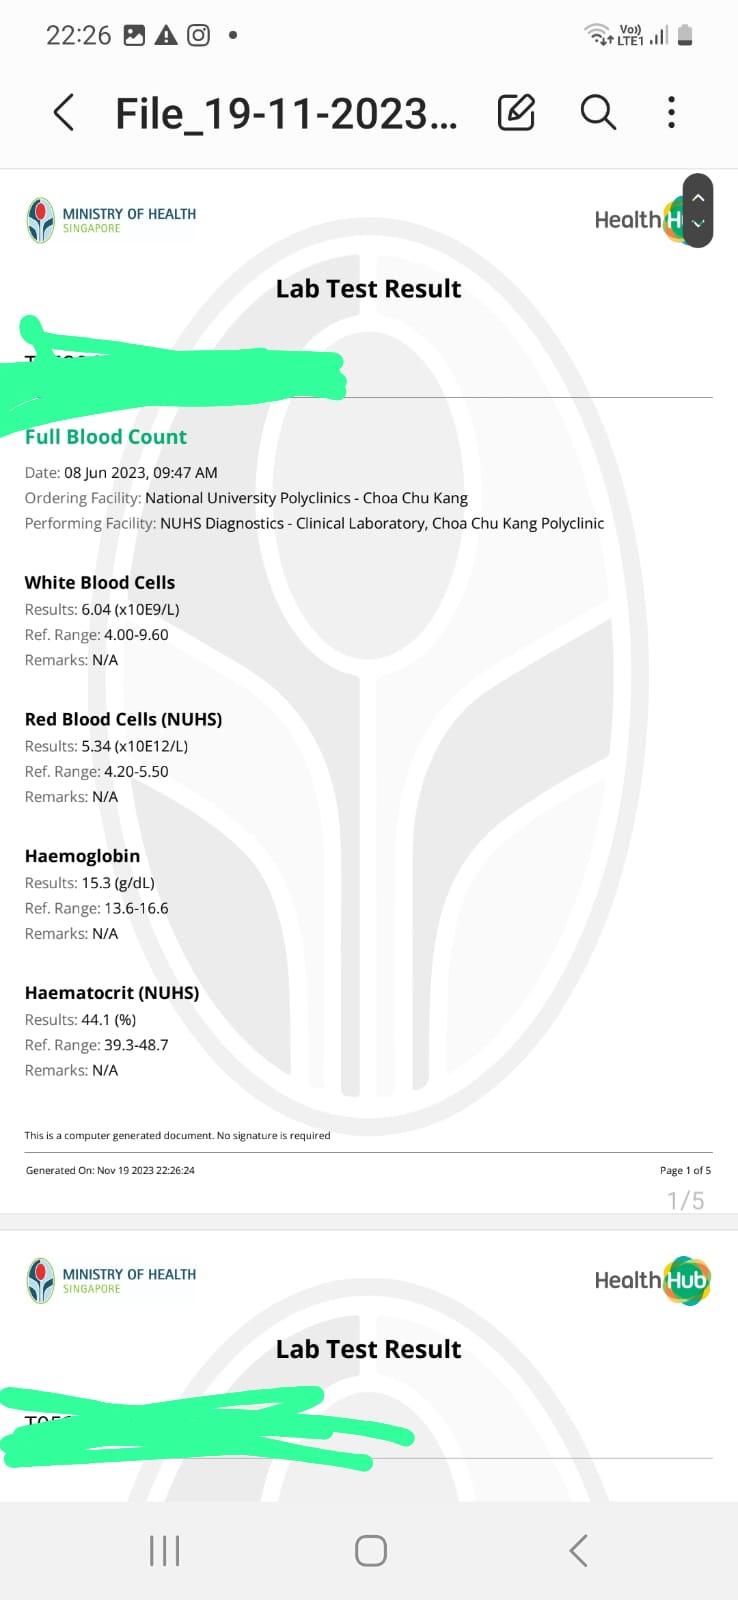 22:26
Vo))
LTE1
File_19-11-2023...
MINISTRY OF HEALTH
SINGAPORE
Health
Lab Test Result
Full Blood Count
Date: 08 Jun 2023, 09:47 AM
Ordering Facility: National University Polyclinics - Choa Chu Kang
Performing Facility: NUHS Diagnostics - Clinical Laboratory, Choa Chu Kang Polyclinic
White Blood Cells
Results: 6.04 (x10E9/L)
Ref. Range: 4.00-9.60
Remarks: N/A
Red Blood Cells (NUHS)
Results: 5.34 (x10E12/L)
Ref. Range: 4.20-5.50
Remarks: N/A
Haemoglobin
Results: 15.3 (g/dL)
Ref. Range: 13.6-16.6
Remarks: N/A
Haematocrit (NUHS)
Results: 44.1 (%)
Ref. Range: 39.3-48.7
Remarks: N/A
This is a computer generated document. No signature is required
Generated On: Nov 19 2023 22:26:24 Page 1 of 5
1/5
MINISTRY OF HEALTH
SINGAPORE
HealthHub
Lab Test Result